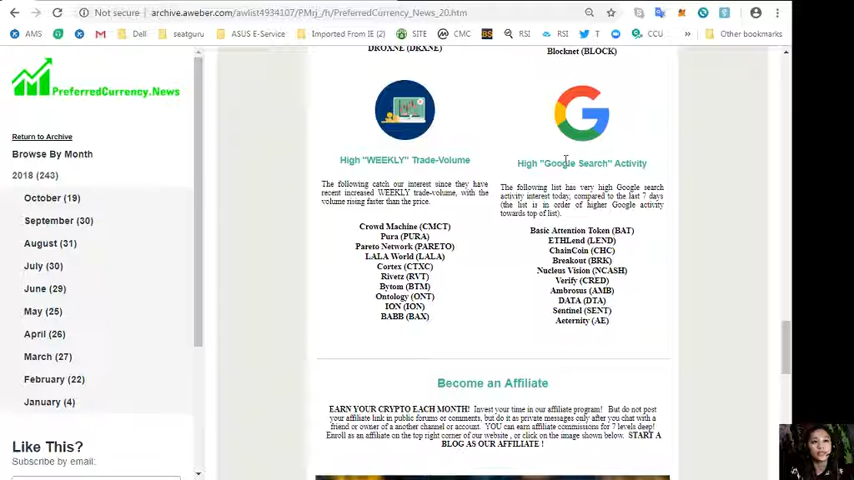 Not secure | archive.aweber.com/awlist4934107/PMrj_/h/PreferredCurrency_News_20.htm
AMS
Dell
seatguru
ASUS E-Service
Imported From IE (2)
SITE
CMC
RSI
RSI
T
CCU
»
Other bookmarks
PreferredCurrency.News
Return to Archive
Browse By Month
2018 (243)
October (19)
September (30)
August (31)
July (30)
June (29)
May (25)
April (26)
March (27)
February (22)
January (4)
Like This?
Subscribe by email:
DROXNE (DRXNE)
High "WEEKLY" Trade-Volume
The following catch our interest since they have
recent increased WEEKLY trade-volume, with the
volume rising faster than the price.
Crowd Machine (CMCT)
Pura (PURA)
Pareto Network (PARETO)
LALA World (LALA)
Cortex (CTXC)
Rivetz (RVT)
Bytom (BTM)
Ontology (ONT)
ION (ION)
BABB (BAX)
Blocknet (BLOCK)
High "Google Search" Activity
The following list has very high Google search
activity interest today, compared to the last 7 days
(the list is in order of higher Google activity
towards top of list).
Basic Attention Token (BAT)
ETHLend (LEND)
ChainCoin (CHC)
Breakout (BRK)
Nucleus Vision (NCASH)
Verify (CRED)
Ambrosus (AMB)
DATA (DTA)
Sentinel (SENT)
Aeternity (AE)
Become an Affiliate
EARN YOUR CRYPTO EACH MONTH! Invest your time in our affiliate program! But do not post
your affiliate link in public forums or comments, but do it as private messages only after you chat with a
friend or owner of another channel or account. YOU can earn affiliate commissions for 7 levels deep!
Enroll as an affiliate on the top right corner of our website , or click on the image shown below. START A
BLOG AS OUR AFFILIATE !